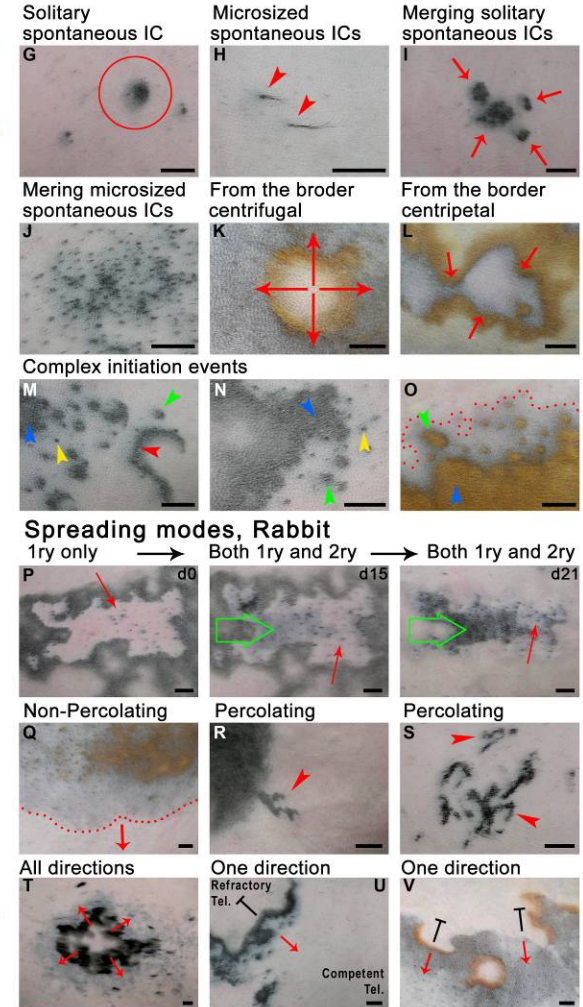 Solitary
spontaneous IC
Microsized
spontaneous ICs
Merging solitary
spontaneous ICs
G
H
I
Mering microsized
spontaneous ICs
From the broder
centrifugal
From the border
centripetal
J
K
L
Complex initiation events
M
N
O
Spreading modes, Rabbit
1ry only
Both 1ry and 2ry
Both 1ry and 2ry
P
d0
d15
d21
Non-Percolating
Percolating
Percolating
Q
R
S
All directions
One direction
One direction
T
Refractory
Tel.
U
Competent
Tel.
V